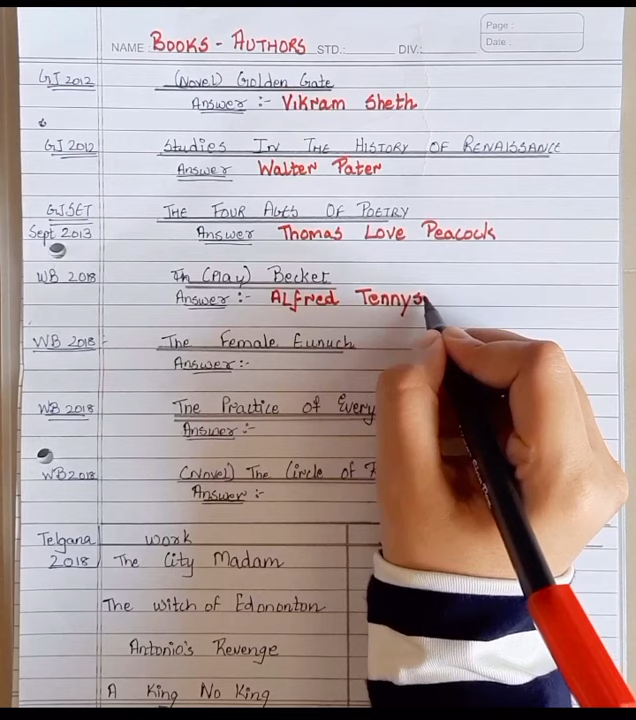 Page:
NAME Books - Authors STD.: DIV.:
Date :
GJ 2012 (Novel) Golden Gate
Answer :- Vikram Sheth
GJ 2012 Studies In The History of Renaissance
Answer Walter Pater
GJSET The Four Ages Of Poetry
Sept 2013 Answer Thomas Love Peacock
WB 2018 In (Play) Becket
Answer :- Alfred Tennys
WB 2018 :- The Female Eunuch
Answer :-
WB 2018 The Practice of Every
Answer :-
WB 2018 (Novel) The Circle of
Answer :-
Telgana work
2018 The City Madam
The witch of Edononton
Antonio's Revenge
A King No King